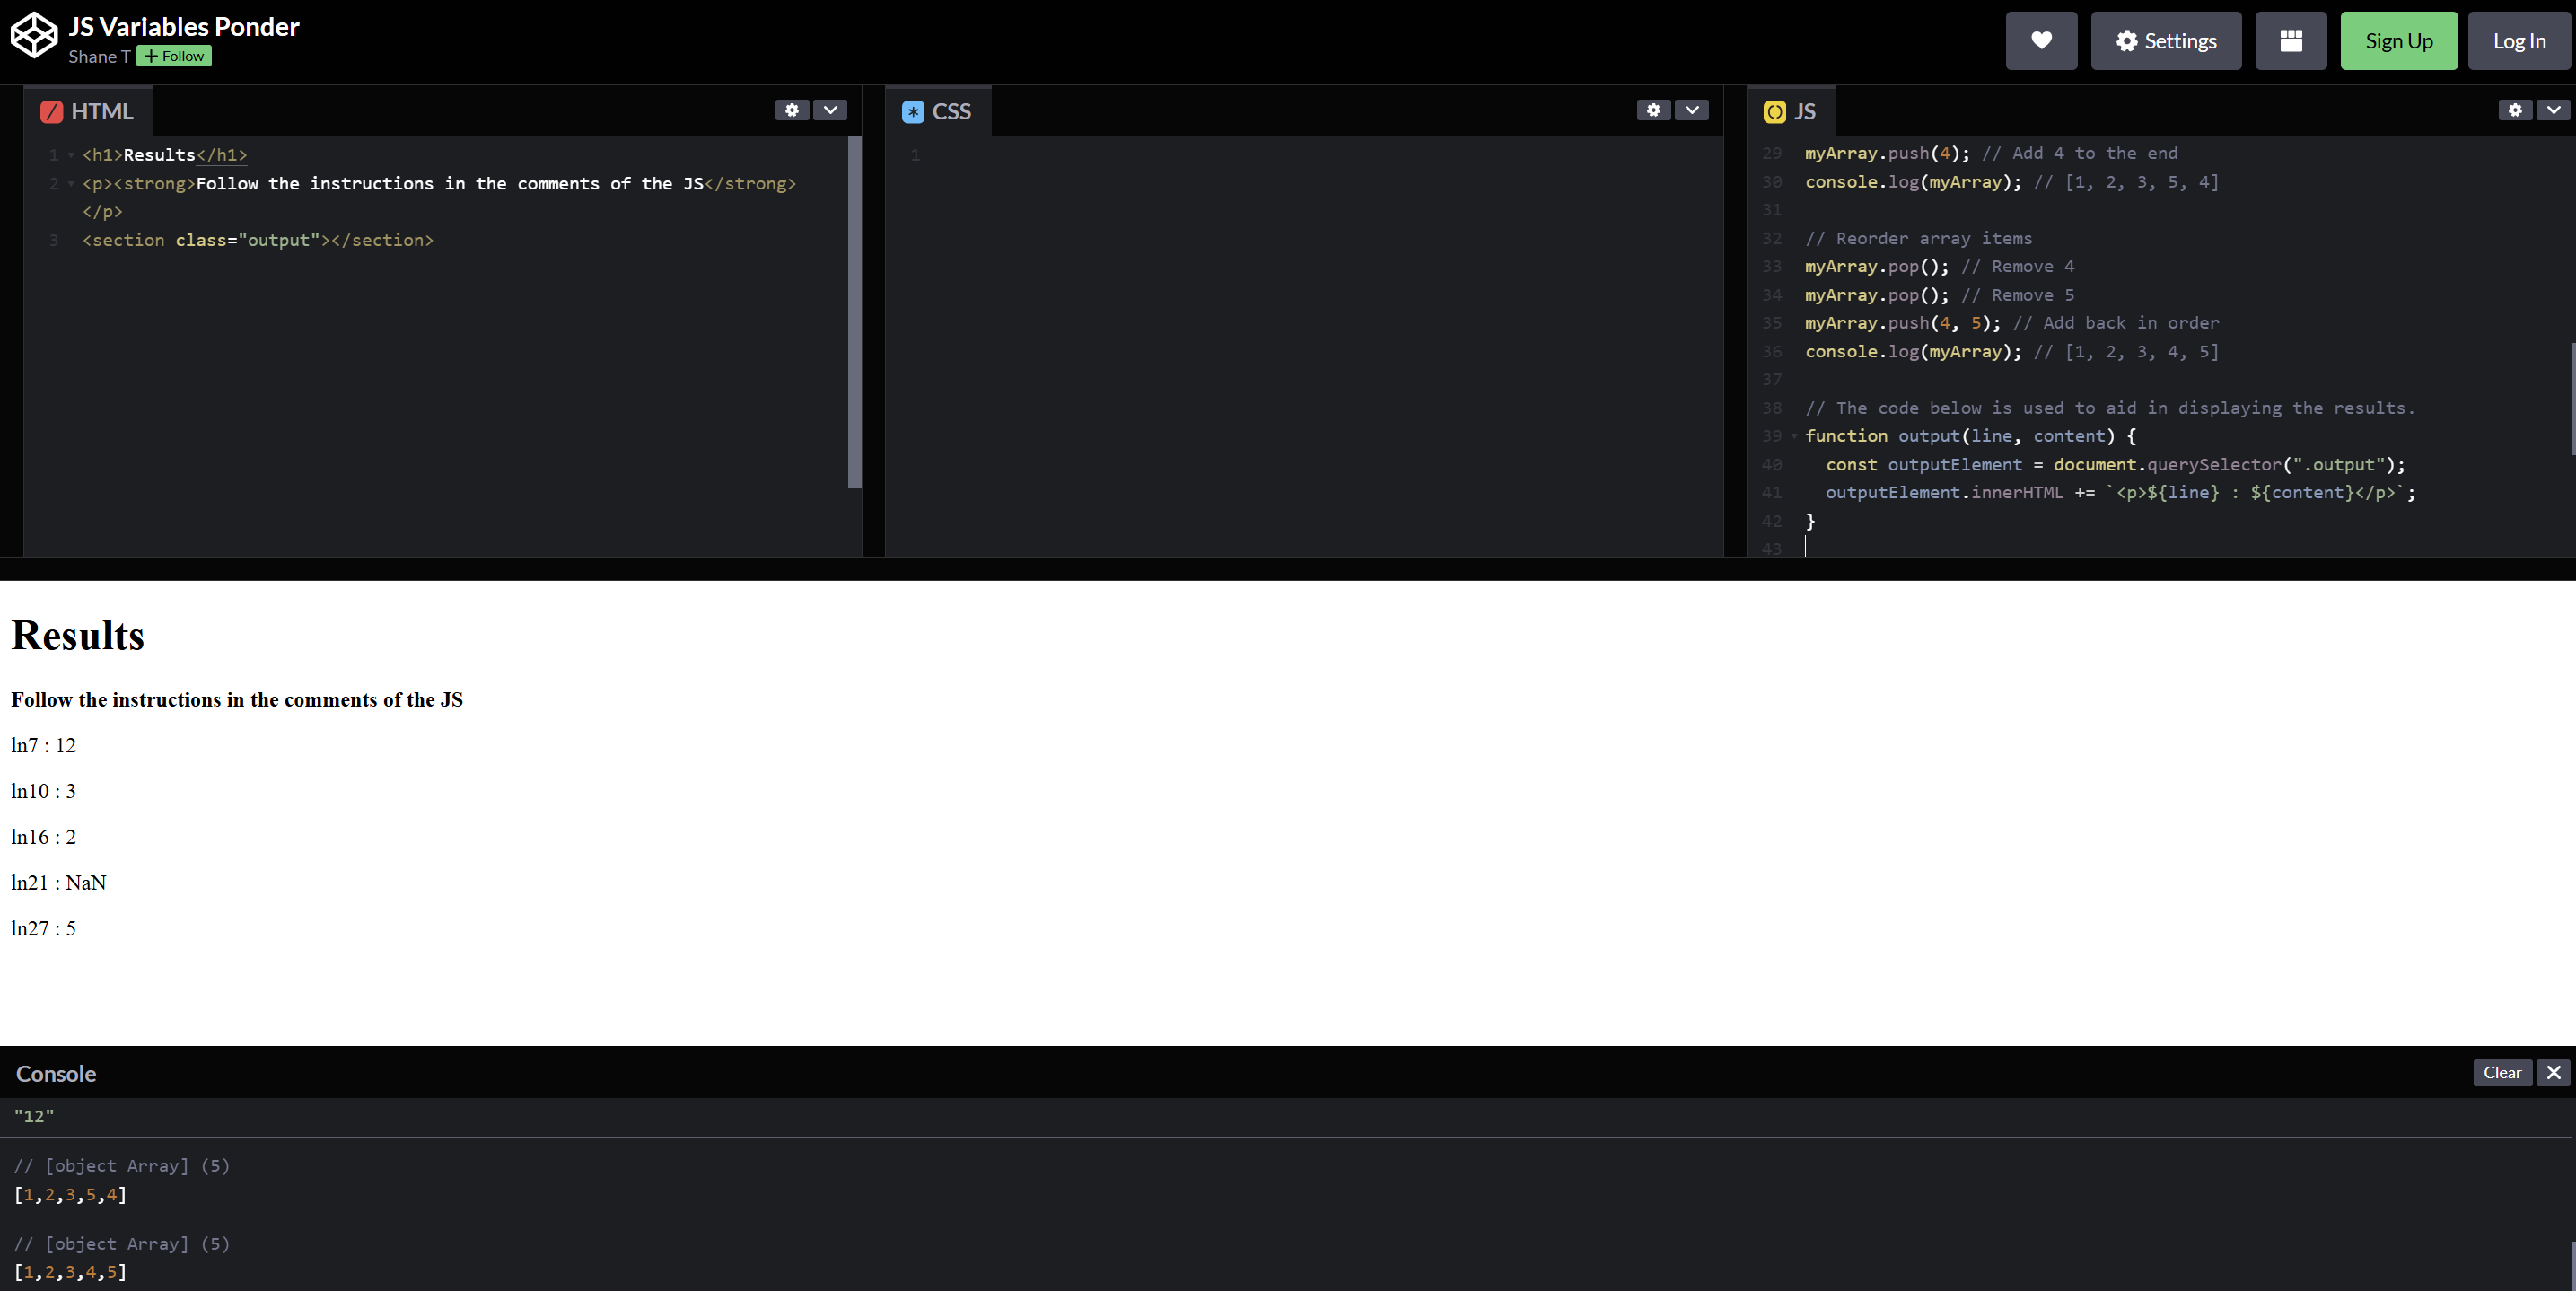 JS Variables Ponder
Shane T + Follow
Settings
Sign Up
Log In
HTML
1 <h1>Results</h1>
2 <p><strong>Follow the instructions in the comments of the JS</strong>
</p>
3 <section class="output"></section>
CSS
1
JS
29 myArray.push(4); // Add 4 to the end
30 console.log(myArray); // [1, 2, 3, 5, 4]
31
32 // Reorder array items
33 myArray.pop(); // Remove 4
34 myArray.pop(); // Remove 5
35 myArray.push(4, 5); // Add back in order
36 console.log(myArray); // [1, 2, 3, 4, 5]
37
38 // The code below is used to aid in displaying the results.
39 function output(line, content) {
40 const outputElement = document.querySelector(".output");
41 outputElement.innerHTML += `<p>${line} : ${content}</p>`;
42 }
43
Results
Follow the instructions in the comments of the JS
ln7 : 12
ln10 : 3
ln16 : 2
ln21 : NaN
ln27 : 5
Console
Clear
"12"
// [object Array] (5)
[1,2,3,5,4]
// [object Array] (5)
[1,2,3,4,5]